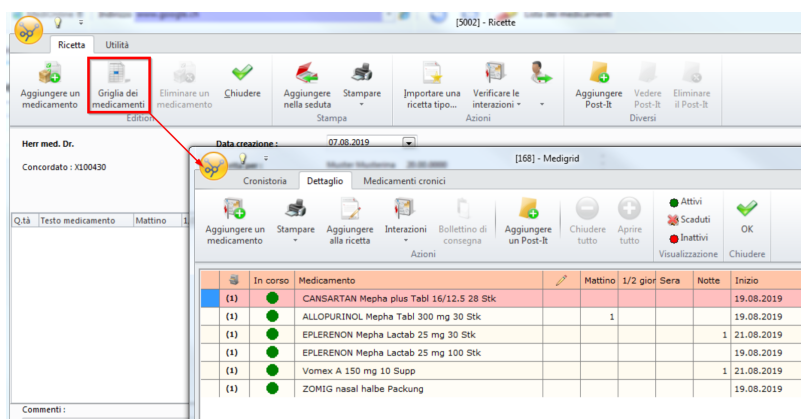 Indirizzo www.google.ch
Lista dei medicamenti
[5002] - Ricette
Ricetta Utilità
Aggiungere un medicamento
Griglia dei medicamenti
Eliminare un medicamento
Chiudere
Aggiungere nella seduta
Stampare
Importare una ricetta tipo...
Verificare le interazioni
Aggiungere Post-It
Vedere Post-It
Eliminare il Post-It
Edition Stampa Azioni Diversi
Herr med. Dr. Data creazione : 07.08.2019
Concordato : X100430
Q.tà Testo medicamento Mattino
Commenti :
[168] - Medigrid
Cronistoria Dettaglio Medicamenti cronici
Aggiungere un medicamento
Stampare
Aggiungere alla ricetta
Interazioni
Bollettino di consegna
Aggiungere un Post-It
Chiudere tutto
Aprire tutto
Attivi
Scaduti
Inattivi
OK
Azioni Visualizzazione Chiudere
In corso Medicamento Mattino 1/2 gior Sera Notte Inizio
(1) CANSARTAN Mepha plus Tabl 16/12.5 28 Stk 19.08.2019
(1) ALLOPURINOL Mepha Tabl 300 mg 30 Stk 1 19.08.2019
(1) EPLERENON Mepha Lactab 25 mg 30 Stk 1 21.08.2019
(1) EPLERENON Mepha Lactab 25 mg 100 Stk 19.08.2019
(1) Vomex A 150 mg 10 Supp 1 21.08.2019
(1) ZOMIG nasal halbe Packung 19.08.2019